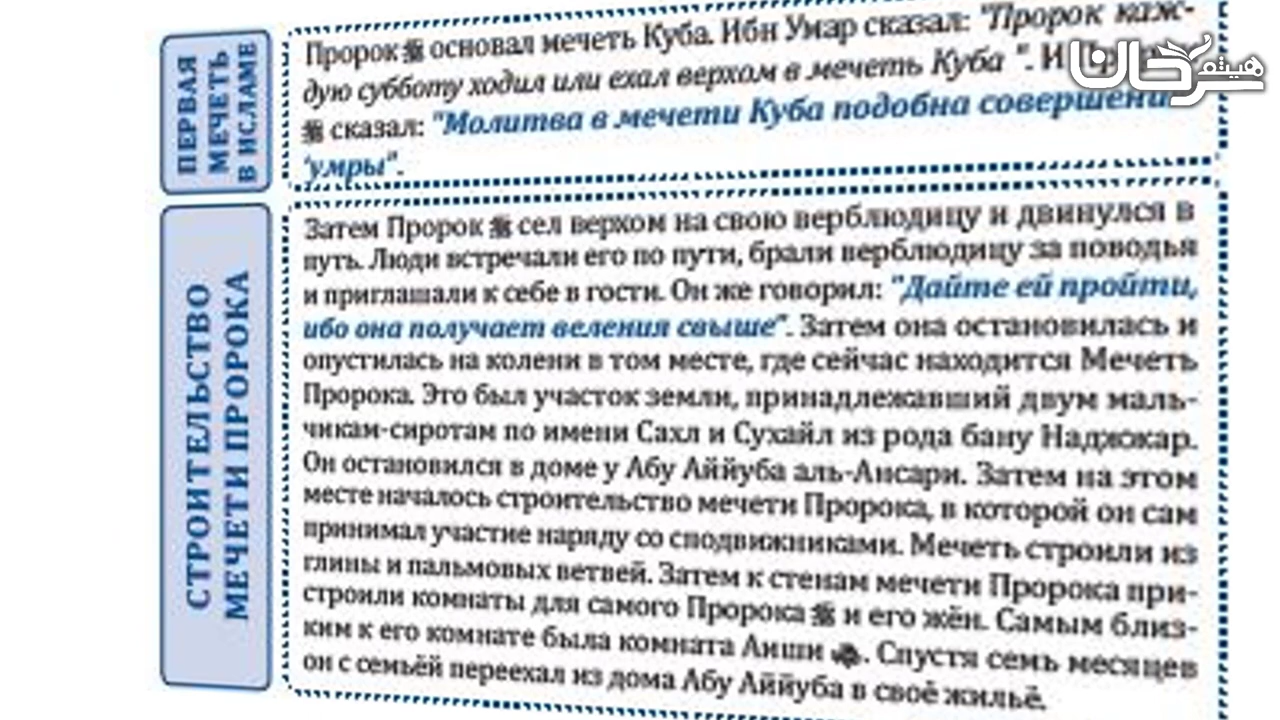 ПЕРВАЯ
МЕЧЕТЬ
В ИСЛАМЕ
Пророк ﷺ основал мечеть Куба. Ибн Умар сказал: "Пророк каж-
дую субботу ходил или ехал верхом в мечеть Куба ". И
ﷺ сказал: "Молитва в мечети Куба подобна
'умры".
СТРОИТЕЛЬСТВО
МЕЧЕТИ ПРОРОКА
Затем Пророк ﷺ сел верхом на свою верблюдицу и двинулся в
путь. Люди встречали его по пути, брали верблюдицу за поводья
и приглашали к себе в гости. Он же говорил: "Дайте ей пройти,
ибо она получает веления свыше". Затем она остановилась и
опустилась на колени в том месте, где сейчас находится Мечеть
Пророка. Это был участок земли, принадлежавший двум маль-
чикам-сиротам по имени Сахл и Сухайл из рода бану Наджжар.
Он остановился в доме у Абу Аййуба аль-Ансари. Затем на этом
месте началось строительство мечети Пророка, в которой он сам
принимал участие наряду со сподвижниками. Мечеть строили из
глины и пальмовых ветвей. Затем к стенам мечети Пророка при-
строили комнаты для самого Пророка ﷺ и его жён. Самым близ-
ким к его комнате была комната Аиши . Спустя семь месяцев
он с семьёй переехал из дома Абу Аййуба в своё жильё.